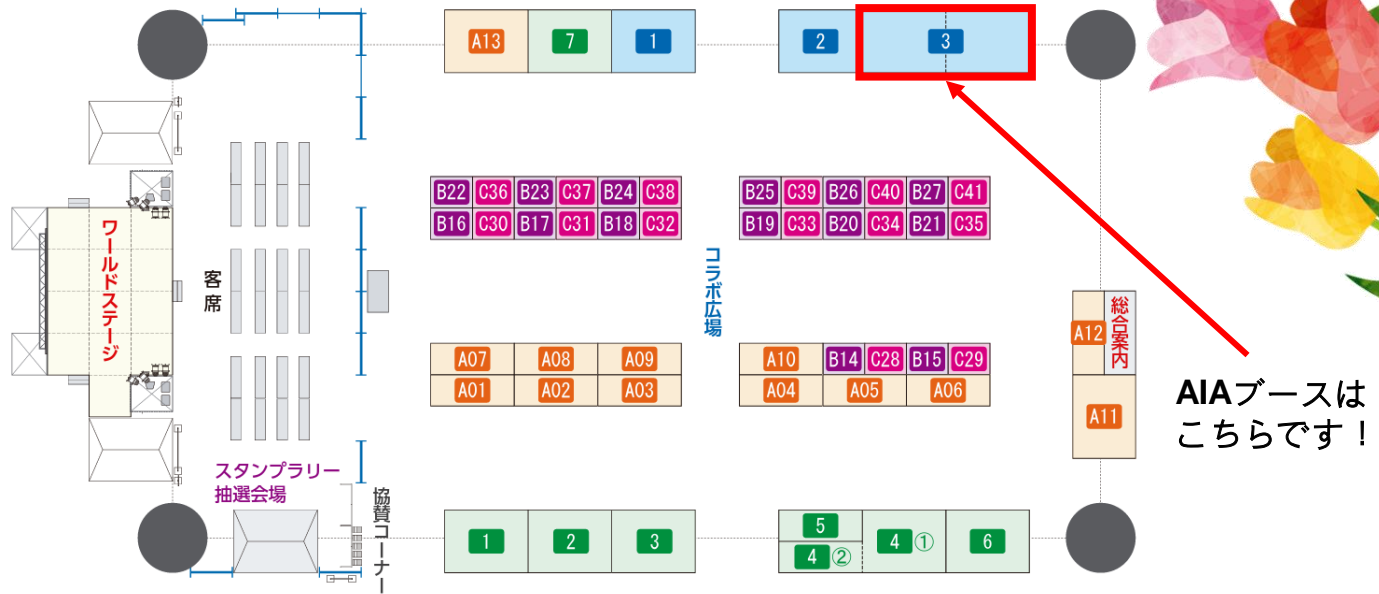 A13 7 1 2 3
B22 C36 B23 C37 B24 C38 B25 C39 B26 C40 B27 C41
B16 C30 B17 C31 B18 C32 B19 C33 B20 C34 B21 C35
ワールドステージ
客席
コラボ広場
A12 総合案内
A07 A08 A09 A10 B14 C28 B15 C29
A01 A02 A03 A04 A05 A06
A11
AIAブースは
こちらです！
スタンプラリー
抽選会場
協賛コーナー
1 2 3 5 4① 6
4②